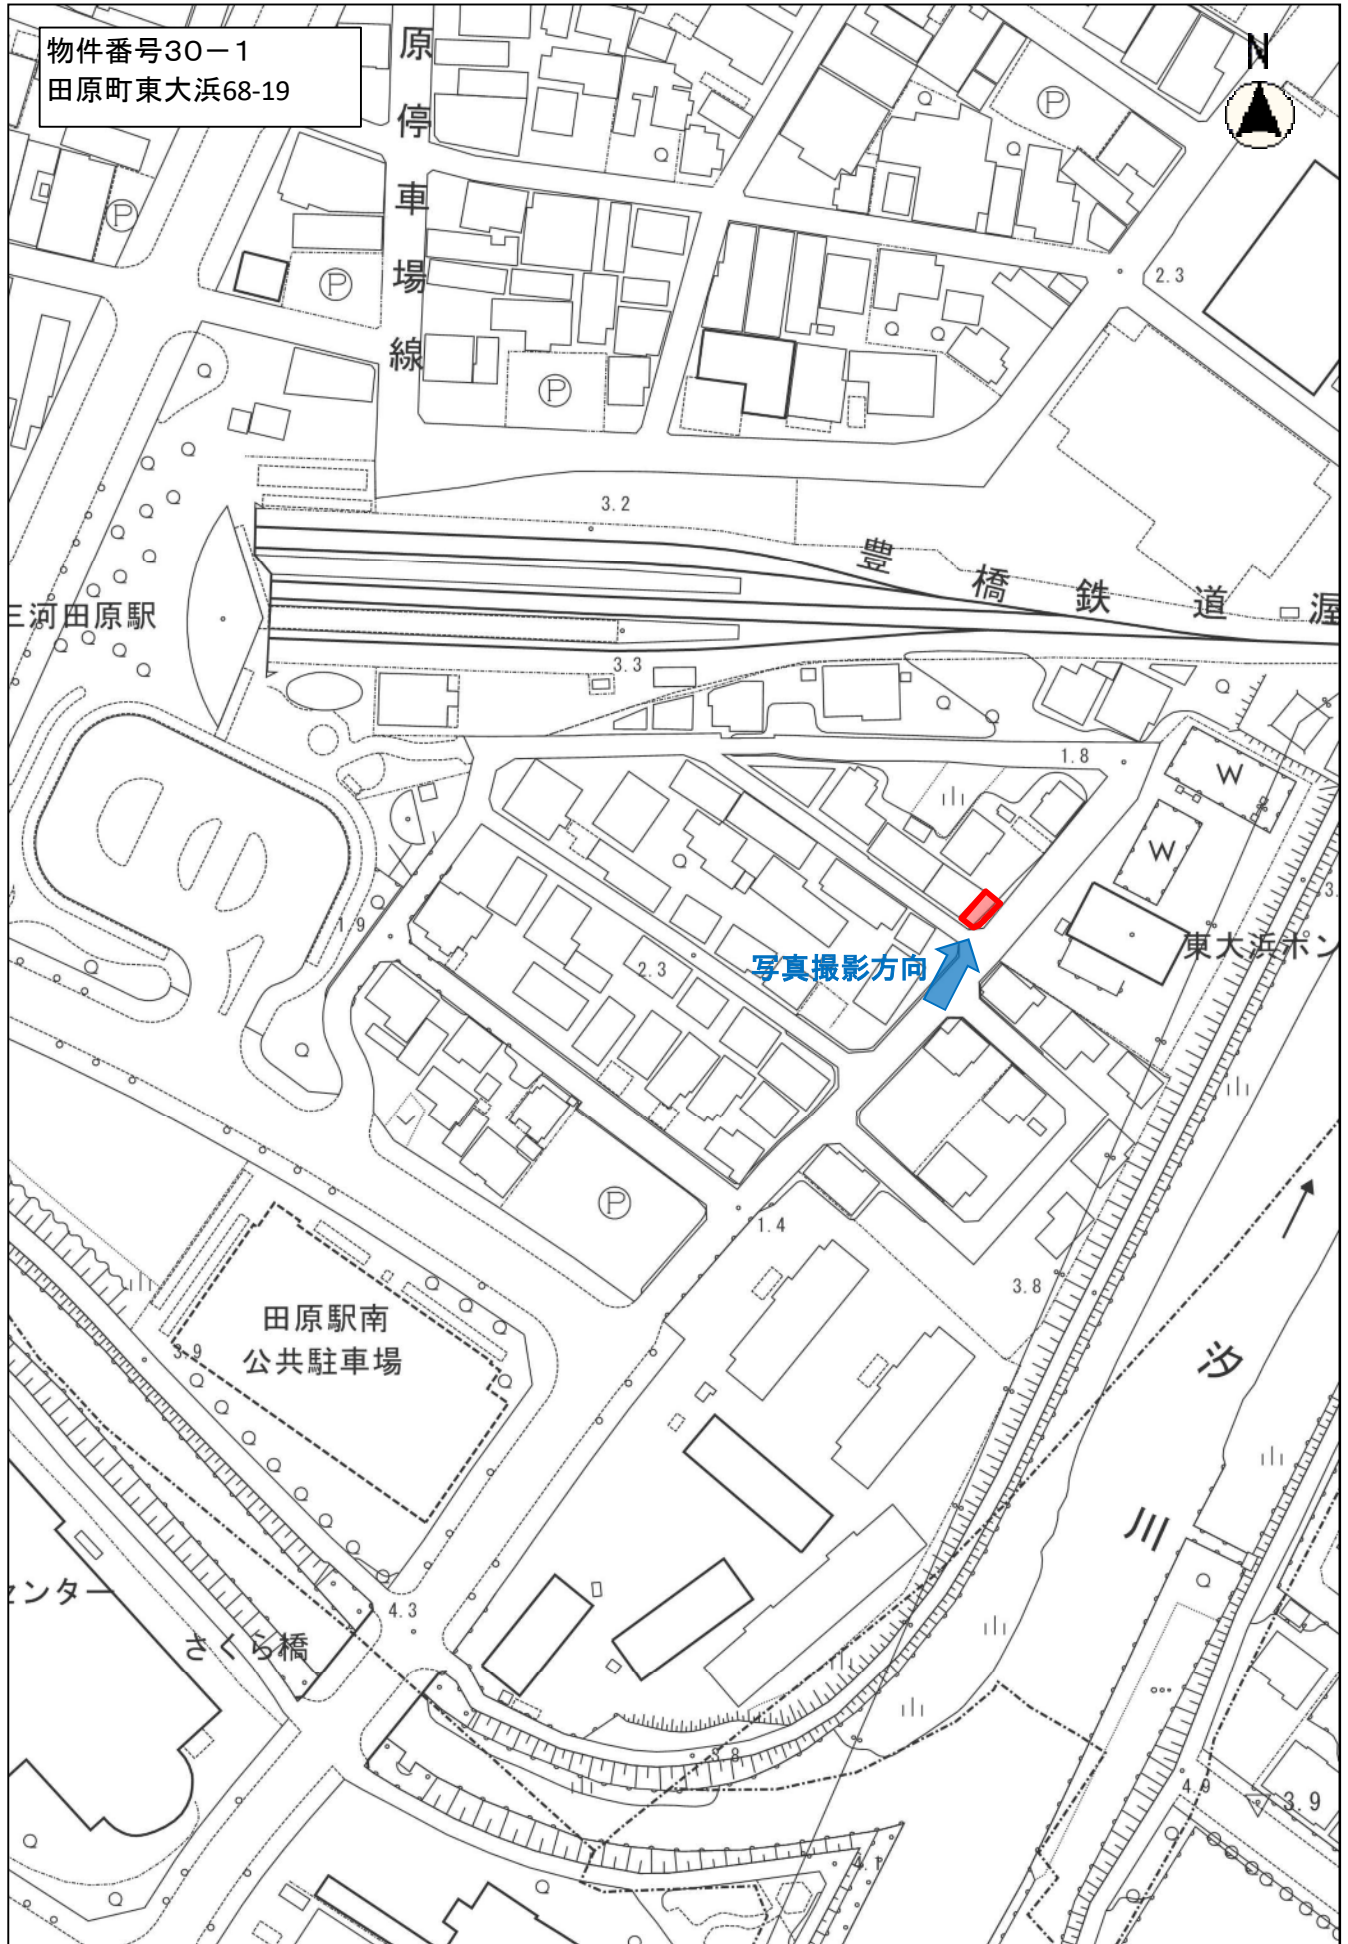 物件番号30－1
田原町東大浜68-19
N
原停車場線
P
P
P
P
2.3
3.2
豊橋鉄道渥
三河田原駅
3.3
1.8
W
W
3.
1.9
2.3
写真撮影方向
東大浜ポン
P
1.4
3.8
田原駅南
公共駐車場
3.9
汐川
センター
4.3
さくら橋
3.8
4.9
3.9
4.1